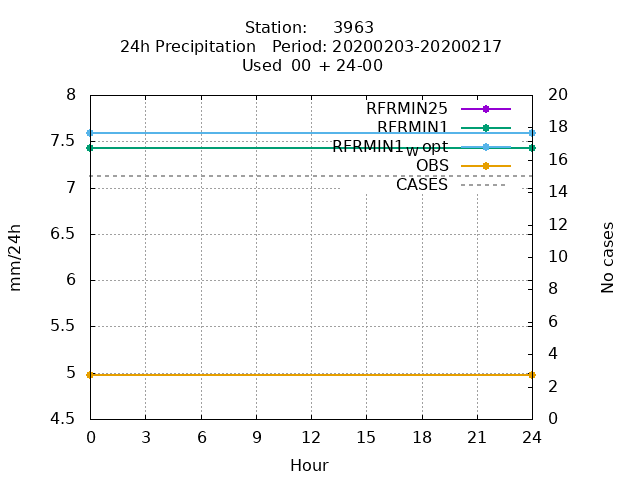 Station: 3963
24h Precipitation Period: 20200203-20200217
Used 00 + 24-00
8
7.5
7
6.5
6
5.5
5
4.5
20
18
16
14
12
10
8
6
4
2
0
RFRMIN25
RFRMIN1
RFRMIN1w opt
OBS
CASES
mm/24h
No cases
0 3 6 9 12 15 18 21 24
Hour